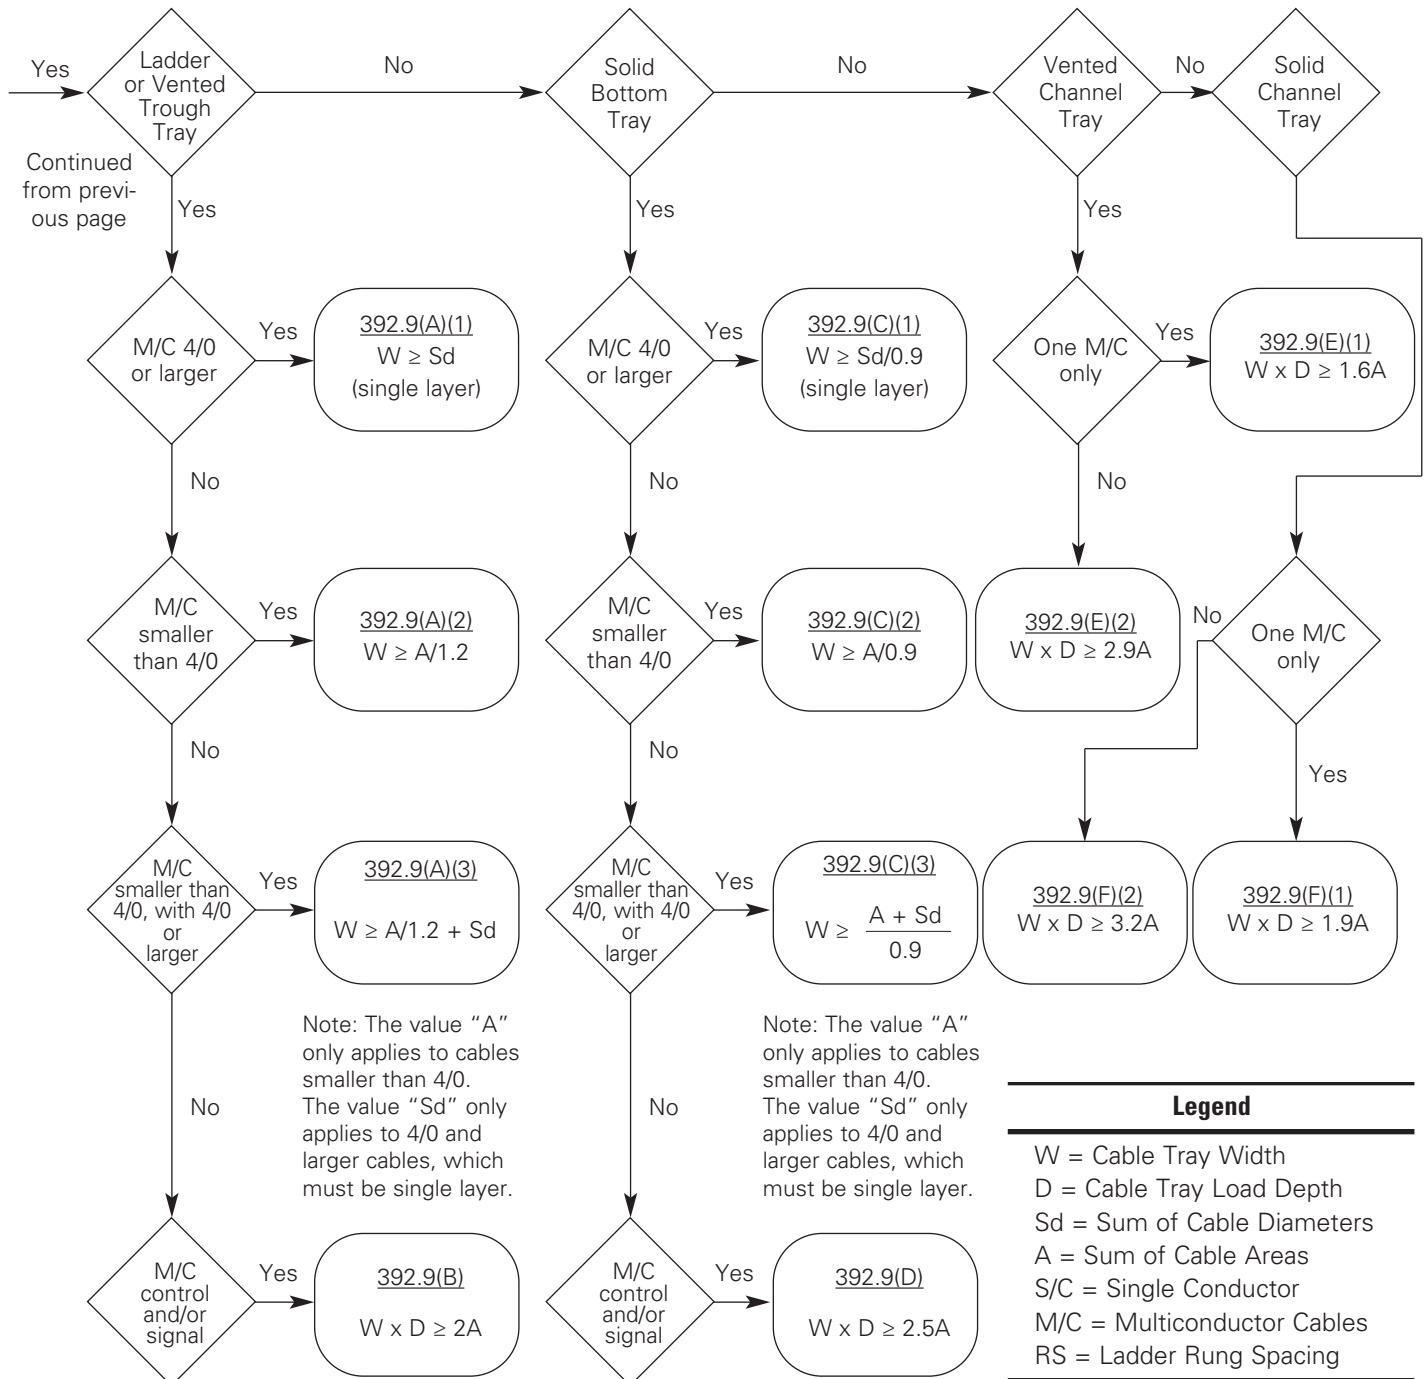 Yes
Ladder
or Vented
Trough
Tray
No
Solid
Bottom
Tray
No
Vented
Channel
Tray
No
Solid
Channel
Tray
Continued
from previ-
ous page
Yes
Yes
Yes
M/C 4/0
or larger
Yes
392.9(A)(1)
W ≥ Sd
(single layer)
M/C 4/0
or larger
Yes
392.9(C)(1)
W ≥ Sd/0.9
(single layer)
One M/C
only
Yes
392.9(E)(1)
W x D ≥ 1.6A
No
No
No
M/C
smaller
than 4/0
Yes
392.9(A)(2)
W ≥ A/1.2
M/C
smaller
than 4/0
Yes
392.9(C)(2)
W ≥ A/0.9
392.9(E)(2)
W x D ≥ 2.9A
No
One M/C
only
No
No
Yes
M/C
smaller than
4/0, with 4/0
or
larger
Yes
392.9(A)(3)
W ≥ A/1.2 + Sd
M/C
smaller than
4/0, with 4/0
or
larger
Yes
392.9(C)(3)
W ≥ A + Sd
0.9
392.9(F)(2)
W x D ≥ 3.2A
392.9(F)(1)
W x D ≥ 1.9A
No
Note: The value “A”
only applies to cables
smaller than 4/0.
The value “Sd” only
applies to 4/0 and
larger cables, which
must be single layer.
No
Note: The value “A”
only applies to cables
smaller than 4/0.
The value “Sd” only
applies to 4/0 and
larger cables, which
must be single layer.
M/C
control
and/or
signal
Yes
392.9(B)
W x D ≥ 2A
M/C
control
and/or
signal
Yes
392.9(D)
W x D ≥ 2.5A
Legend
W = Cable Tray Width
D = Cable Tray Load Depth
Sd = Sum of Cable Diameters
A = Sum of Cable Areas
S/C = Single Conductor
M/C = Multiconductor Cables
RS = Ladder Rung Spacing